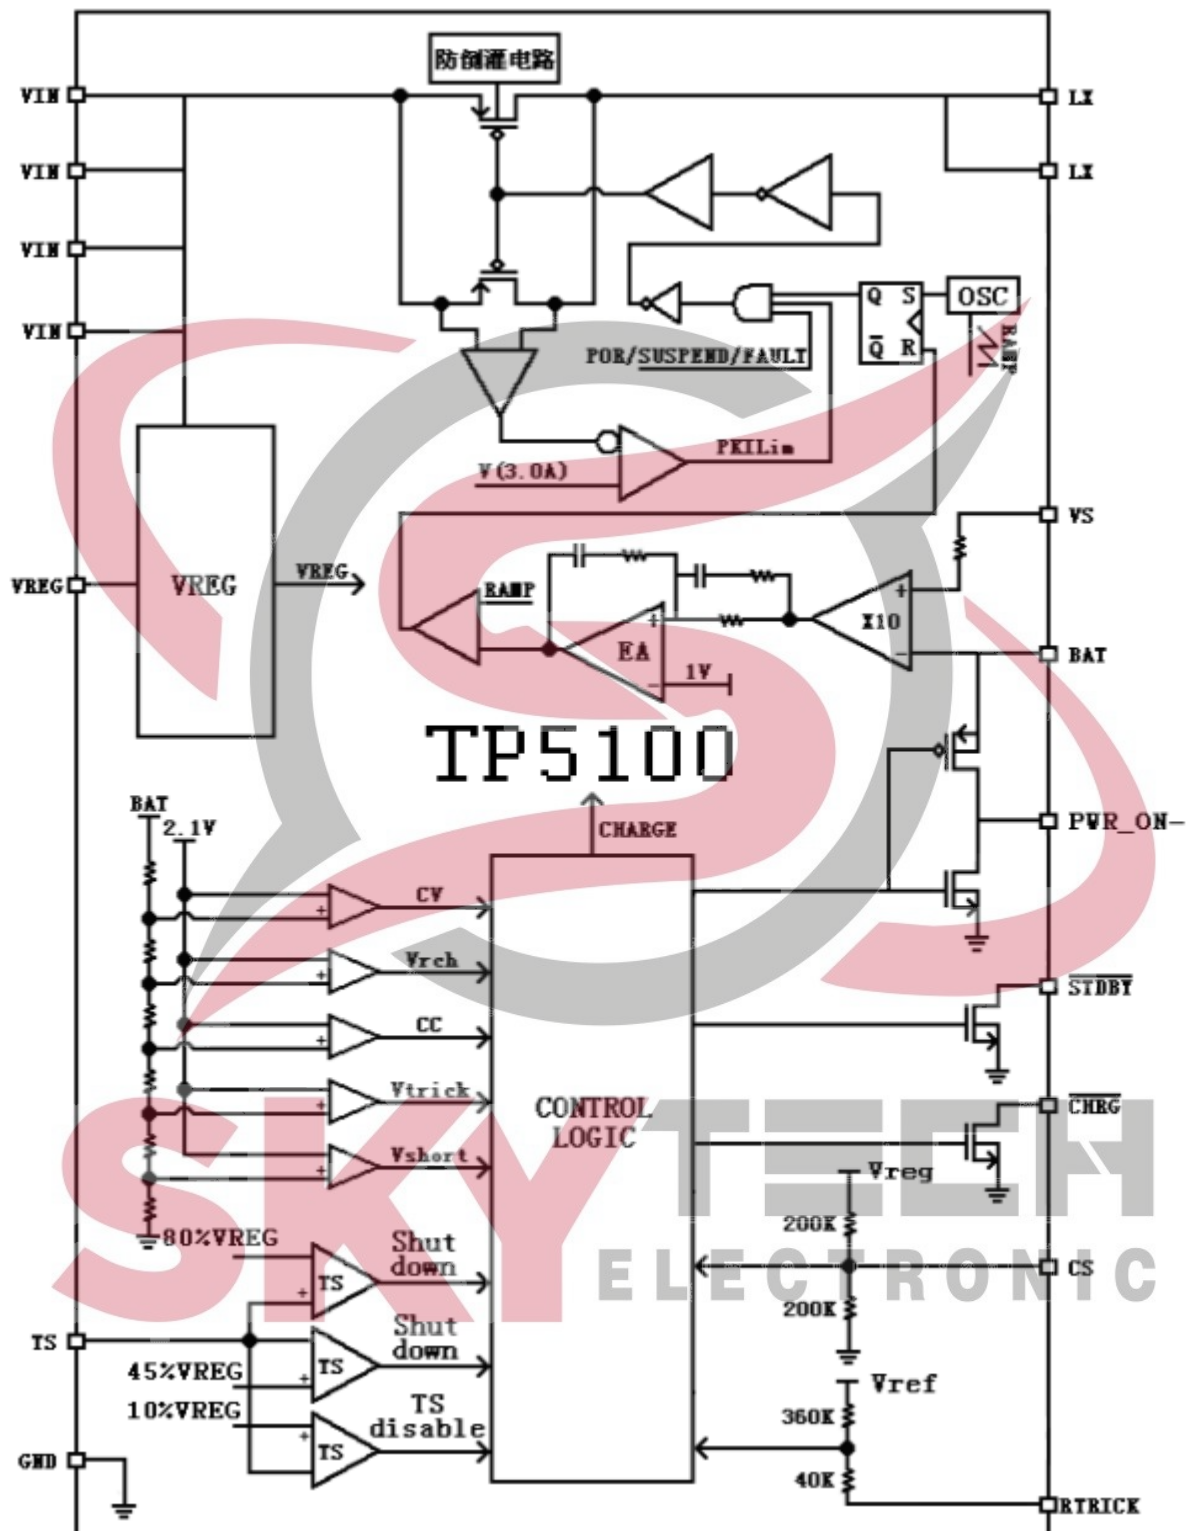 防倒灌电路
VIN
LX
VIN
LX
VIN
VIN
Q S
Q̅ R
OSC
RAMP
POR/SUSPEND/FAULT
V(3.0A)
PKILim
VS
VREG
VREG
VREG
RAMP
EA
1V
X10
BAT
TP5100
BAT
2.1V
CHARGE
PWR_ON-
CV
Vrch
CC
Vtrick
Vshort
CONTROL
LOGIC
STDBY
CHRG
SKYTECH
ELECTRONIC
Vreg
200K
CS
200K
80%VREG
TS
Shut
down
TS
45%VREG
TS
Shut
down
10%VREG
TS
TS
disable
Vref
360K
40K
GND
RTRICK